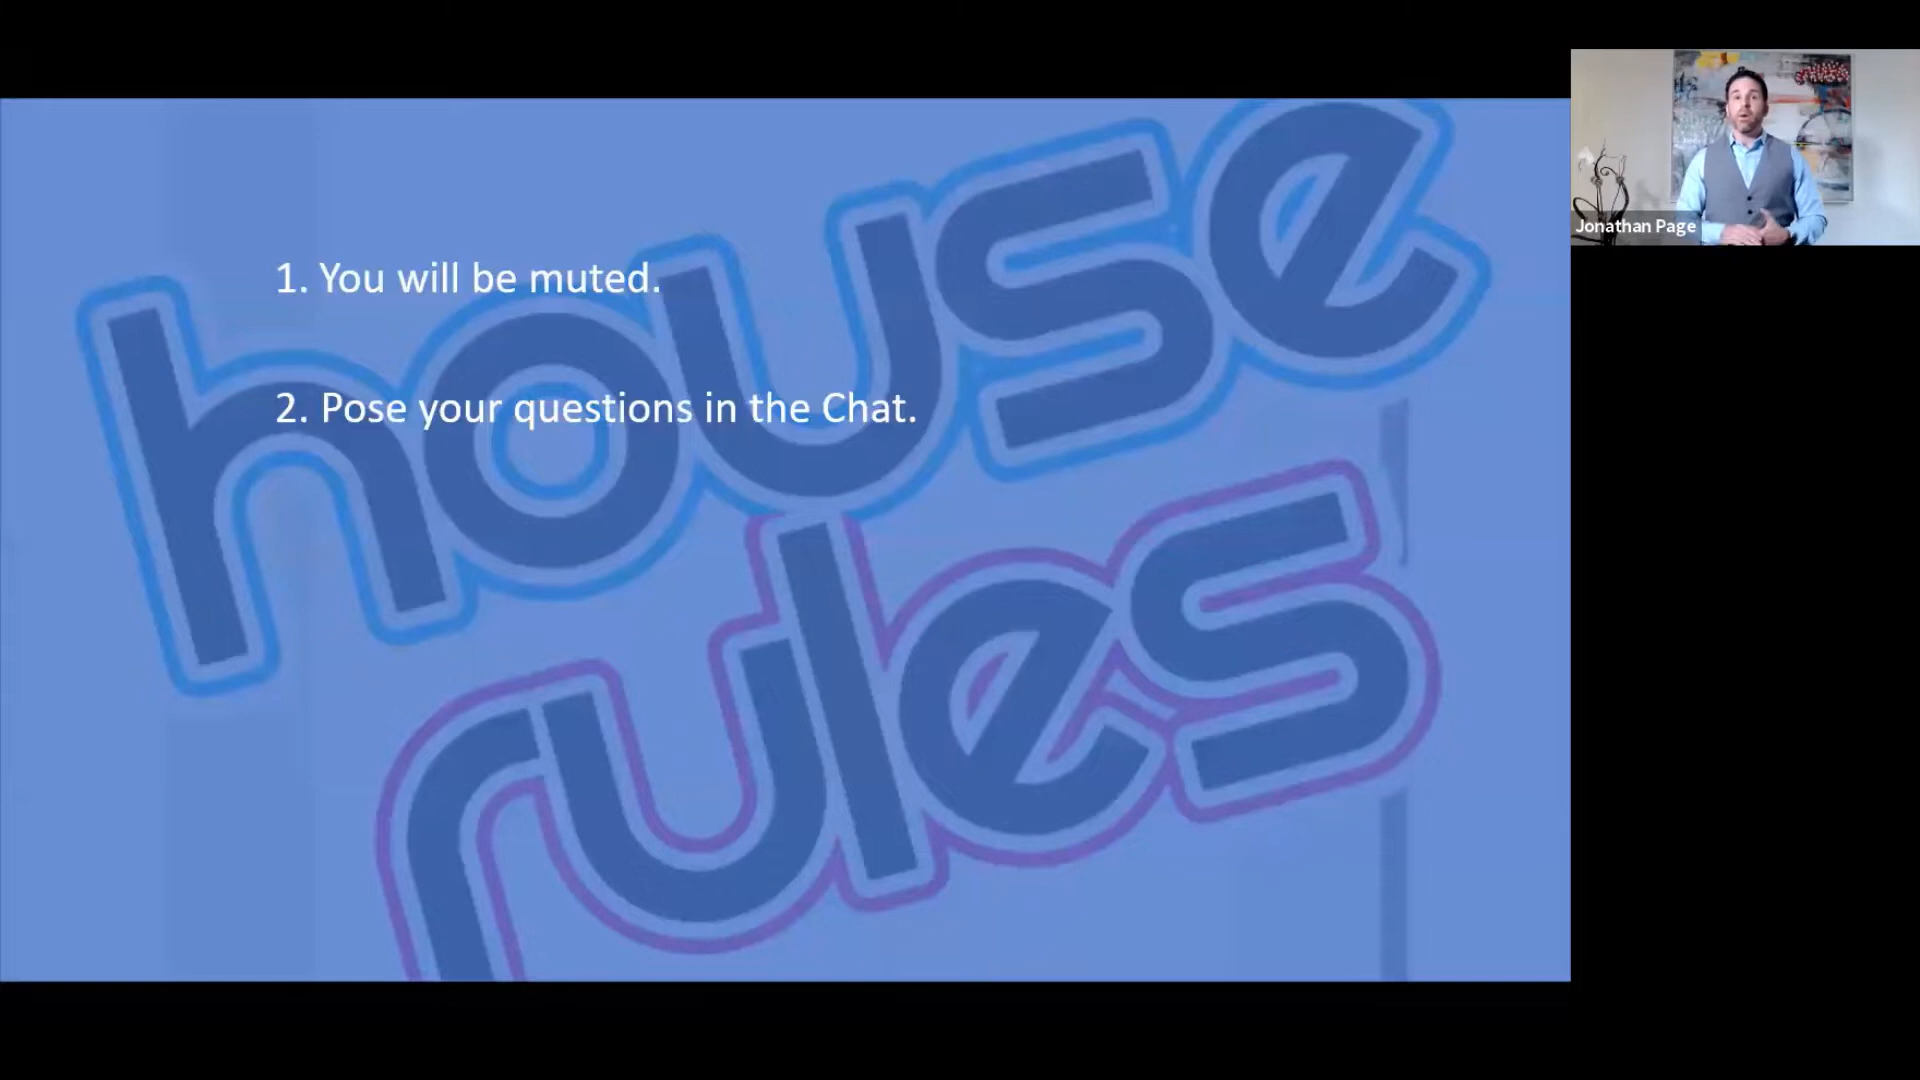 1. You will be muted.
2. Pose your questions in the Chat.
house
rules
Jonathan Page